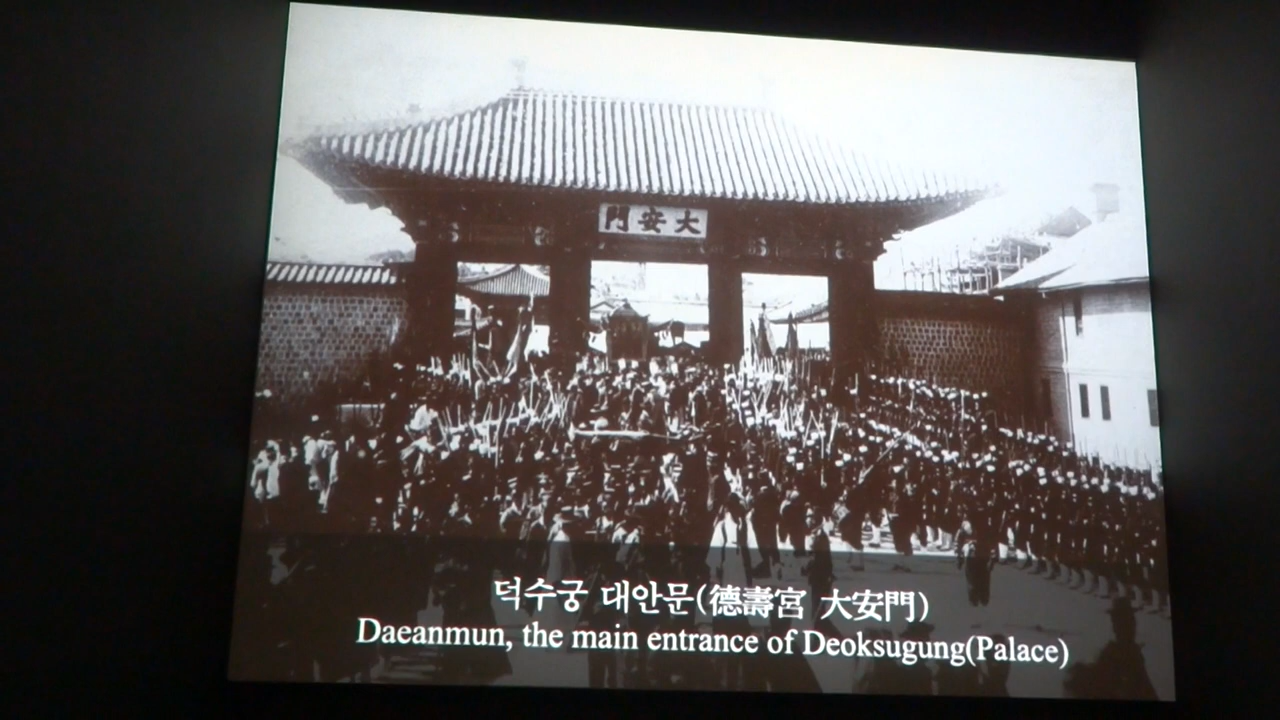 門安大
덕수궁 대안문(德壽宮 大安門)
Daeanmun, the main entrance of Deoksugung(Palace)